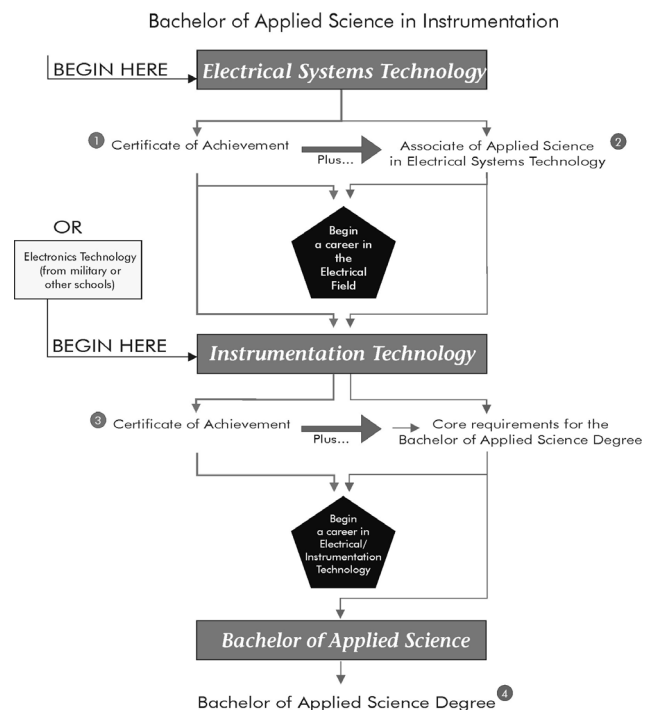 Bachelor of Applied Science in Instrumentation
BEGIN HERE
Electrical Systems Technology
1 Certificate of Achievement
Plus...
Associate of Applied Science
in Electrical Systems Technology 2
Begin
a career in
the
Electrical
Field
OR
Electronics Technology
(from military or
other schools)
BEGIN HERE
Instrumentation Technology
3 Certificate of Achievement
Plus...
Core requirements for the
Bachelor of Applied Science Degree
Begin
a career in
Electrical/
Instrumentation
Technology
Bachelor of Applied Science
Bachelor of Applied Science Degree 4